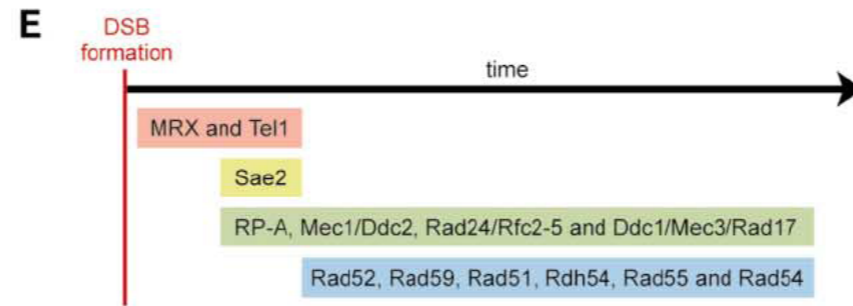 E
DSB
formation
time
MRX and Tel1
Sae2
RP-A, Mec1/Ddc2, Rad24/Rfc2-5 and Ddc1/Mec3/Rad17
Rad52, Rad59, Rad51, Rdh54, Rad55 and Rad54